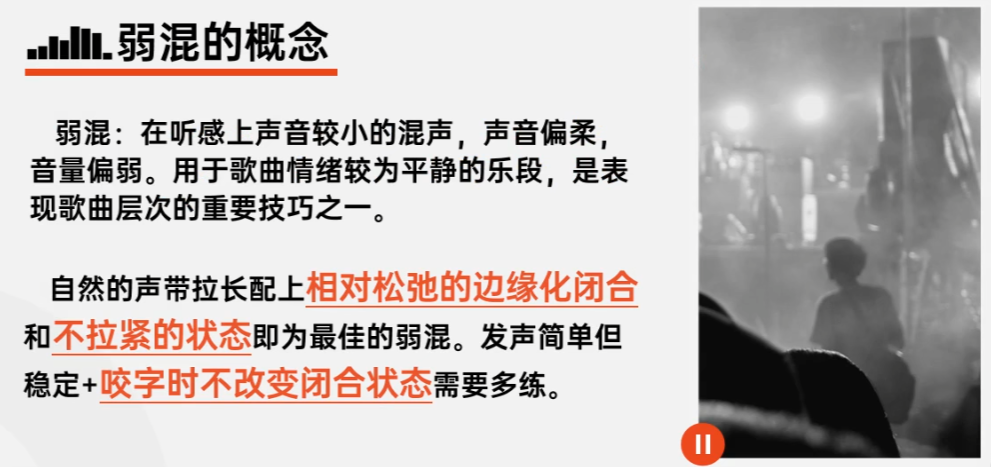 弱混的概念
弱混：在听感上声音较小的混声，声音偏柔，
音量偏弱。用于歌曲情绪较为平静的乐段，是表
现歌曲层次的重要技巧之一。
自然的声带拉长配上相对松弛的边缘化闭合
和不拉紧的状态即为最佳的弱混。发声简单但
稳定+咬字时不改变闭合状态需要多练。